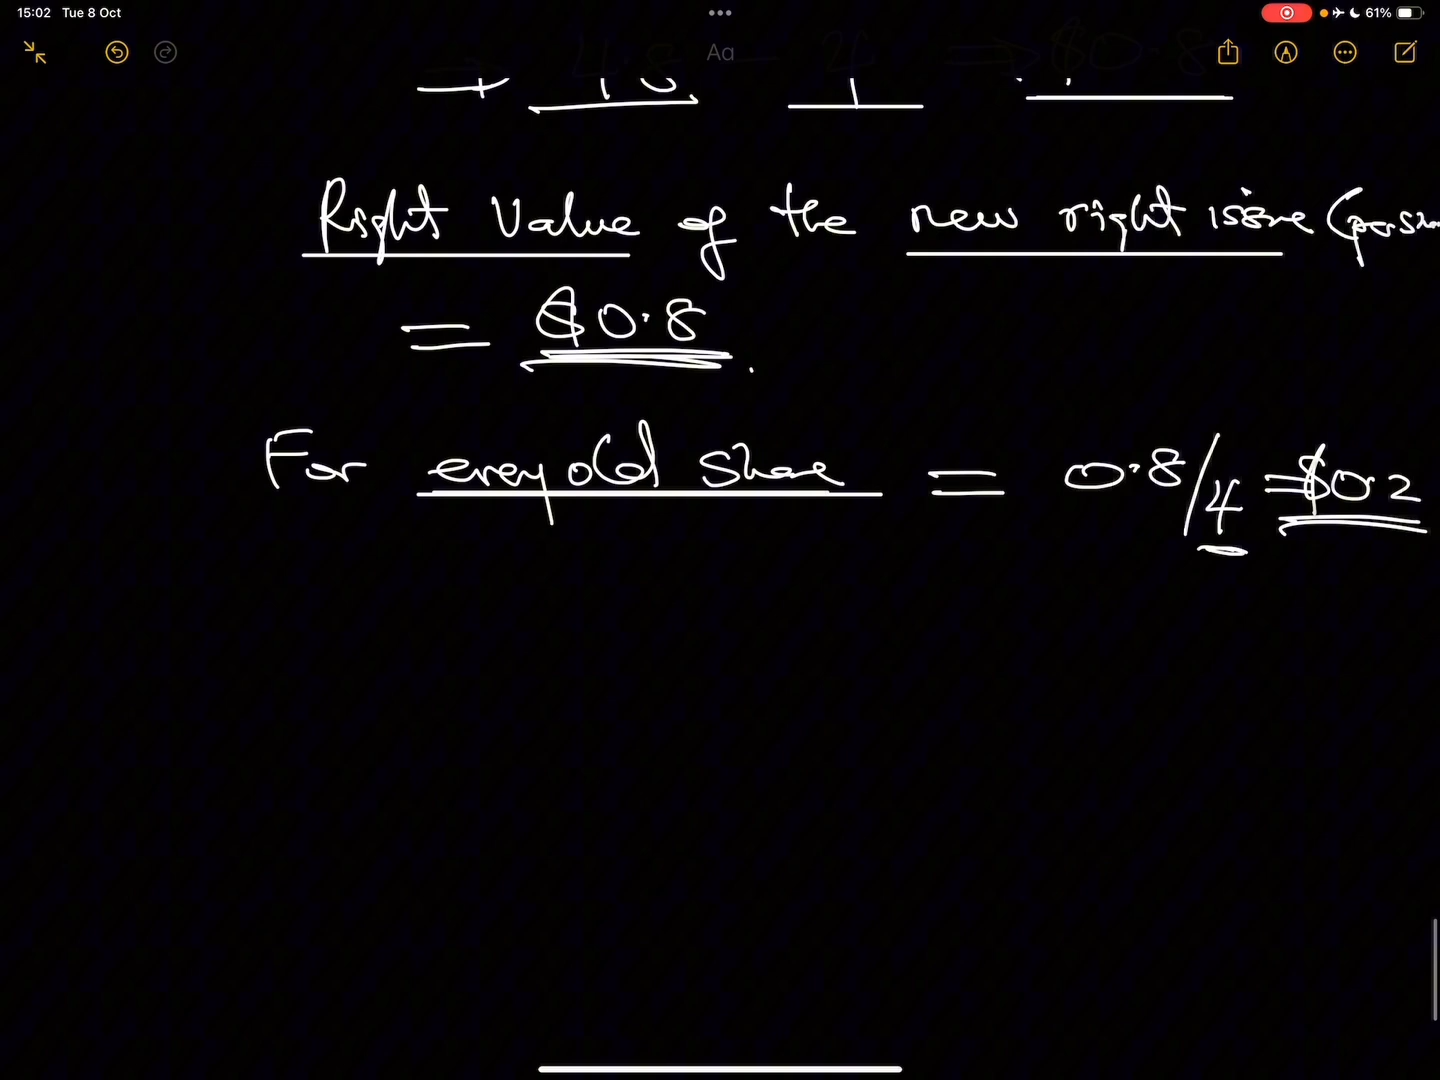 15:02 Tue 8 Oct
61%
Aa
Right Value of the new right issue (per
= $0.8
For every old share = 0.8/4 = $0.2